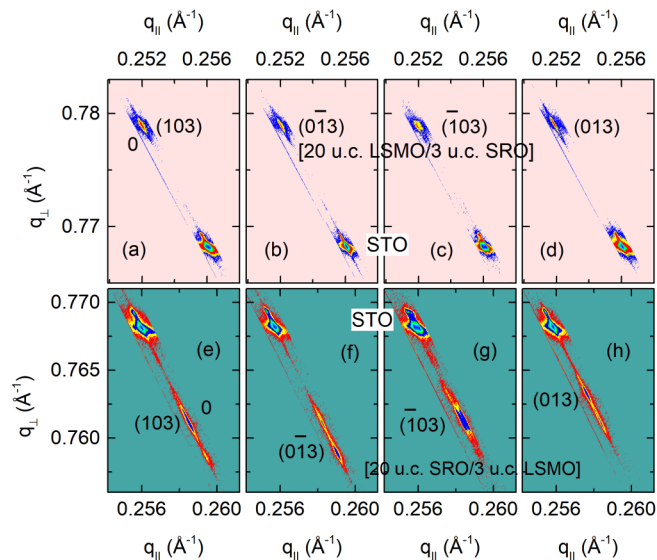 q|| (Å-1) q|| (Å-1) q|| (Å-1) q|| (Å-1)
0.252 0.256 0.252 0.256 0.252 0.256 0.252 0.256
0.78
(103) (01̅3) (1̅03) (013)
0
[20 u.c. LSMO/3 u.c. SRO]
q⊥ (Å-1)
0.77
(a) (b) STO (c) (d)
0.770
STO
(e) (f) (g) (h)
0.765
q⊥ (Å-1)
(103) 0 (01̅3) (1̅03) (013)
0.760
[20 u.c. SRO/3 u.c. LSMO]
0.256 0.260 0.256 0.260 0.256 0.260 0.256 0.260
q|| (Å-1) q|| (Å-1) q|| (Å-1) q|| (Å-1)